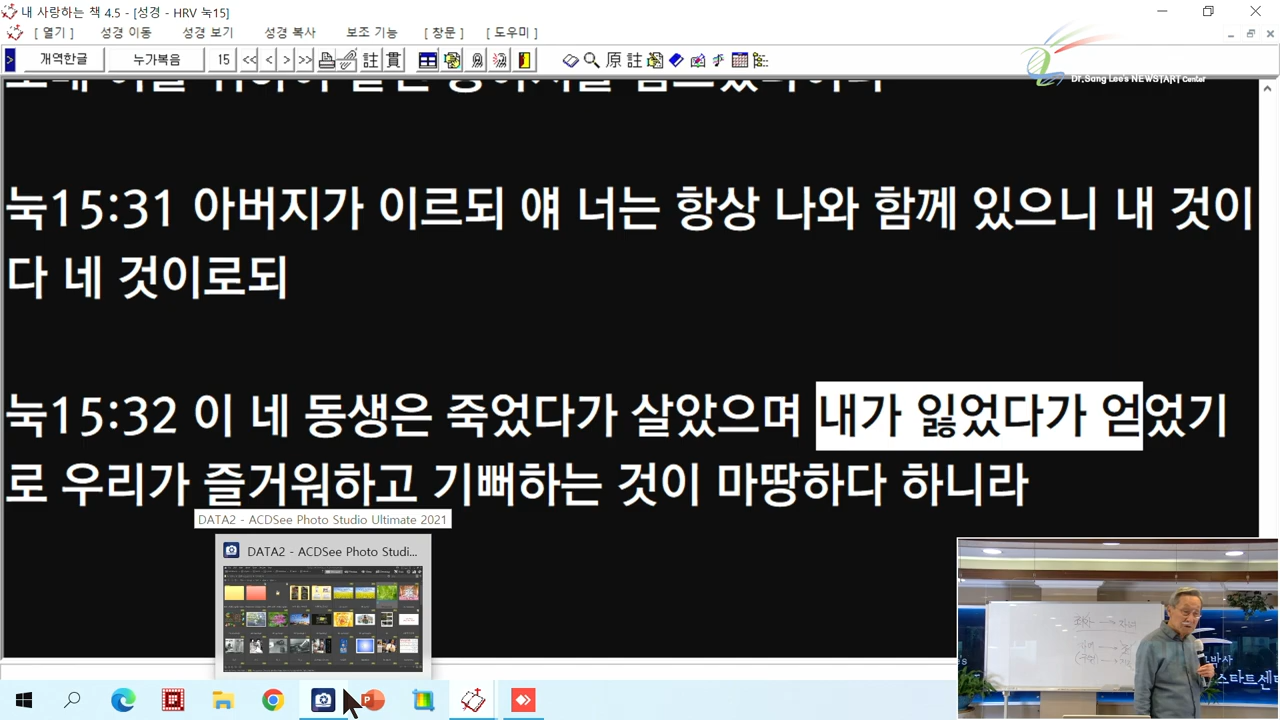 내 사랑하는 책 4.5 - [성경 - HRV 눅15]
[ 열기 ] 성경 이동 성경 보기 성경 복사 보조 기능 [ 창문 ] [ 도우미 ]
개역한글 누가복음 15 << < > >> 註 貫 原 註
Dr.Sang Lee's NEWSTART Center
눅15:31 아버지가 이르되 얘 너는 항상 나와 함께 있으니 내 것이
다 네 것이로되
눅15:32 이 네 동생은 죽었다가 살았으며 내가 잃었다가 얻었기
로 우리가 즐거워하고 기뻐하는 것이 마땅하다 하니라
DATA2 - ACDSee Photo Studio Ultimate 2021
DATA2 - ACDSee Photo Studi...